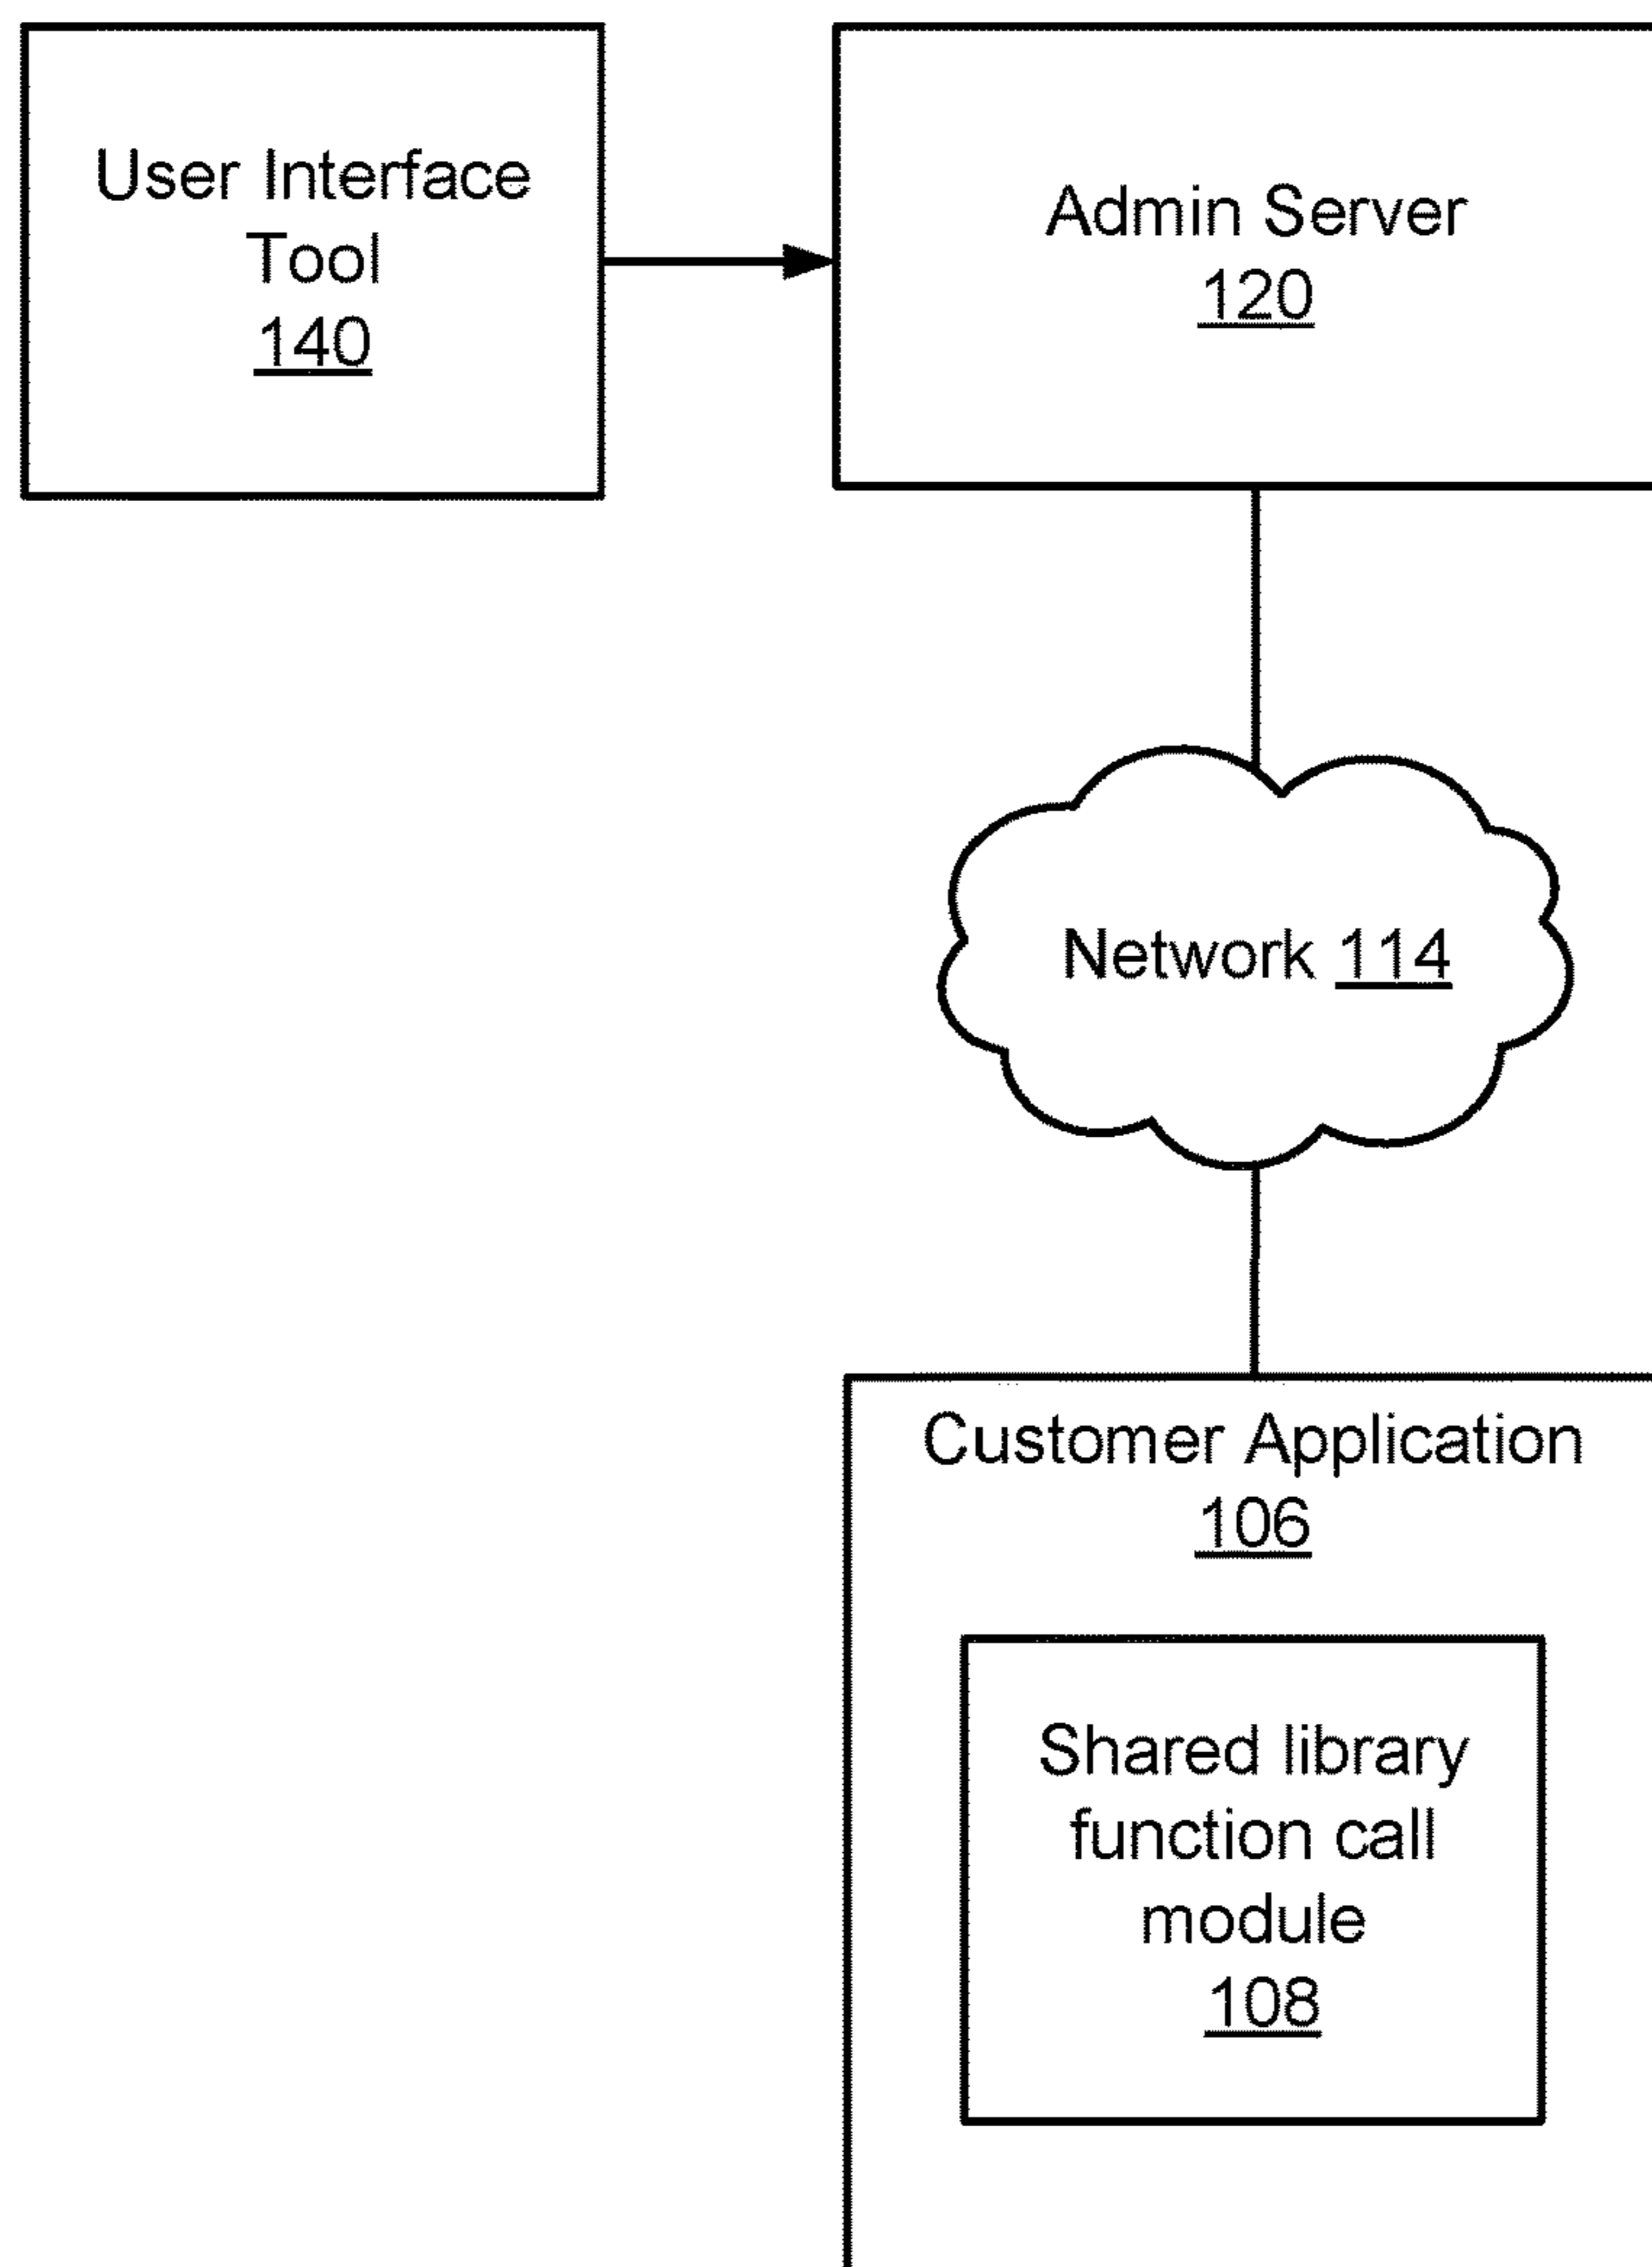 User Interface
Tool
140
Admin Server
120
Network 114
Customer Application
106
Shared library
function call
module
108